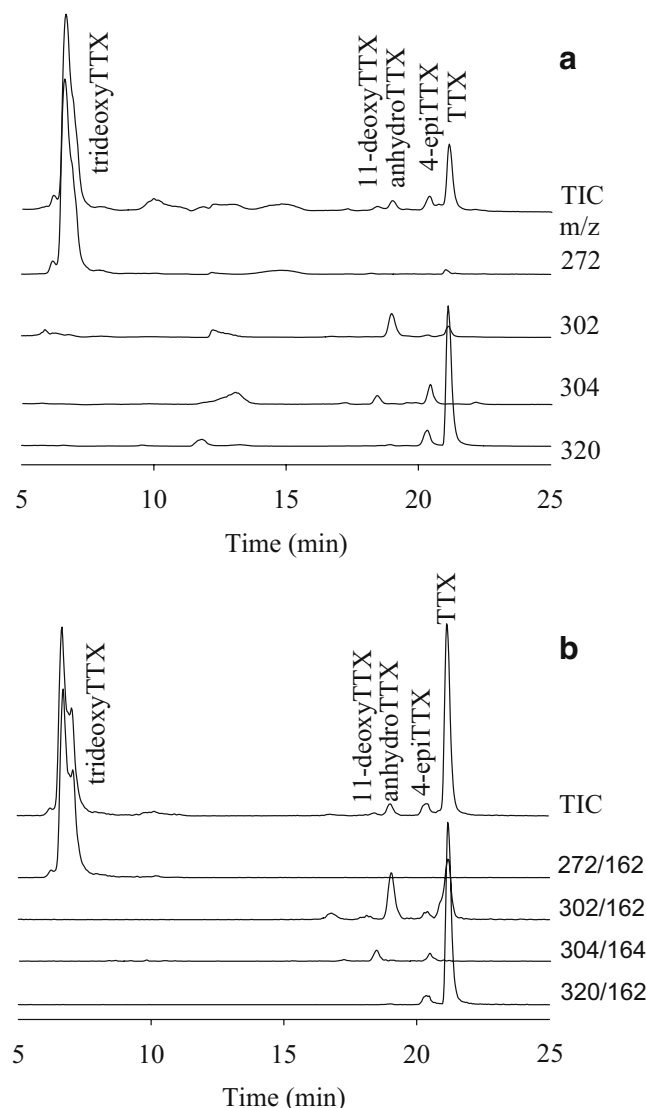 a
trideoxyTTX
11-deoxyTTX
anhydroTTX
4-epiTTX
TTX
TIC
m/z
272
302
304
320
5 10 15 20 25
Time (min)
b
trideoxyTTX
11-deoxyTTX
anhydroTTX
4-epiTTX
TTX
TIC
272/162
302/162
304/164
320/162
5 10 15 20 25
Time (min)